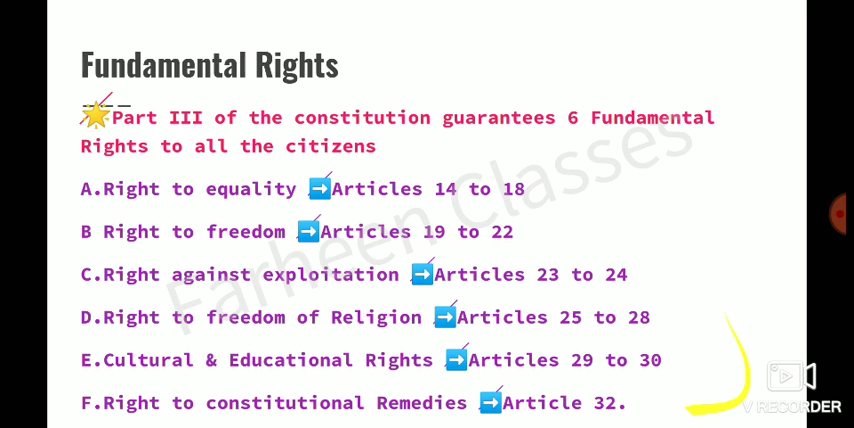 Fundamental Rights
🌟Part III of the constitution guarantees 6 Fundamental
Rights to all the citizens
A.Right to equality ➡️Articles 14 to 18
B Right to freedom ➡️Articles 19 to 22
C.Right against exploitation ➡️Articles 23 to 24
D.Right to freedom of Religion ➡️Articles 25 to 28
E.Cultural & Educational Rights ➡️Articles 29 to 30
F.Right to constitutional Remedies ➡️Article 32.
Farheen Classes
V RECORDER